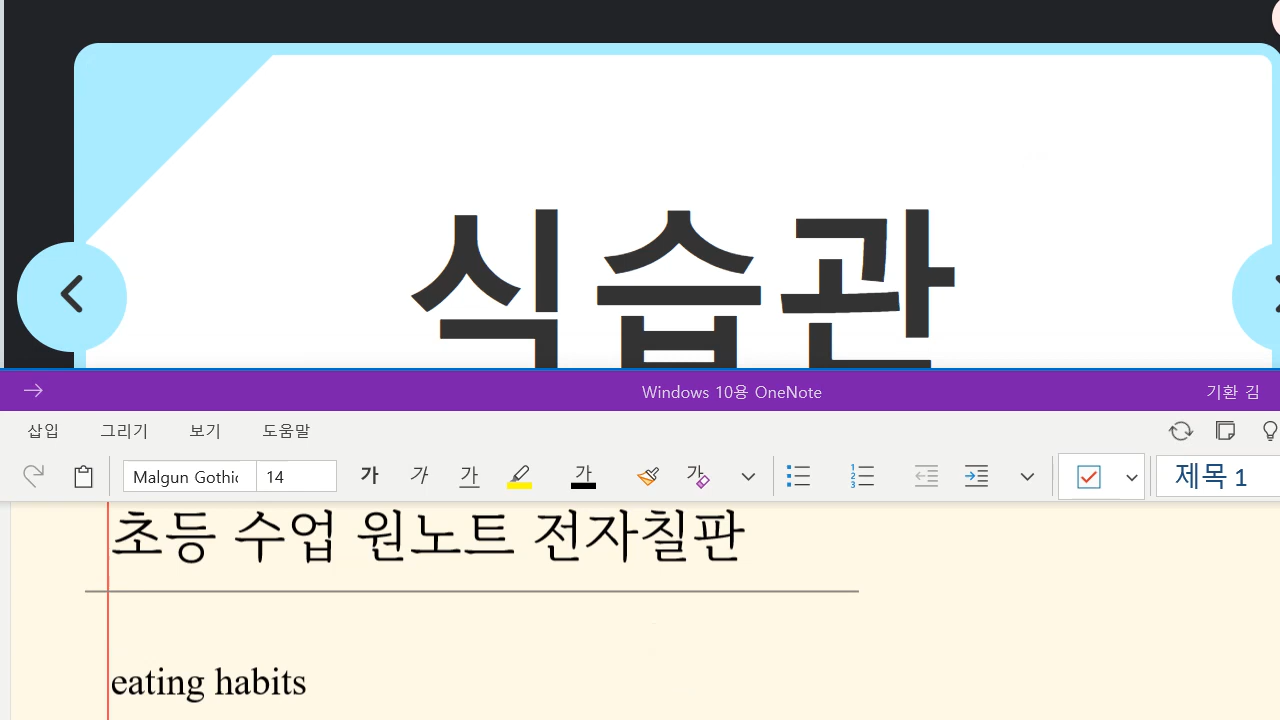 식습관
Windows 10용 OneNote 기환 김
삽입 그리기 보기 도움말
Malgun Gothic 14 가 가 가 가 가 제목 1
초등 수업 원노트 전자칠판
eating habits